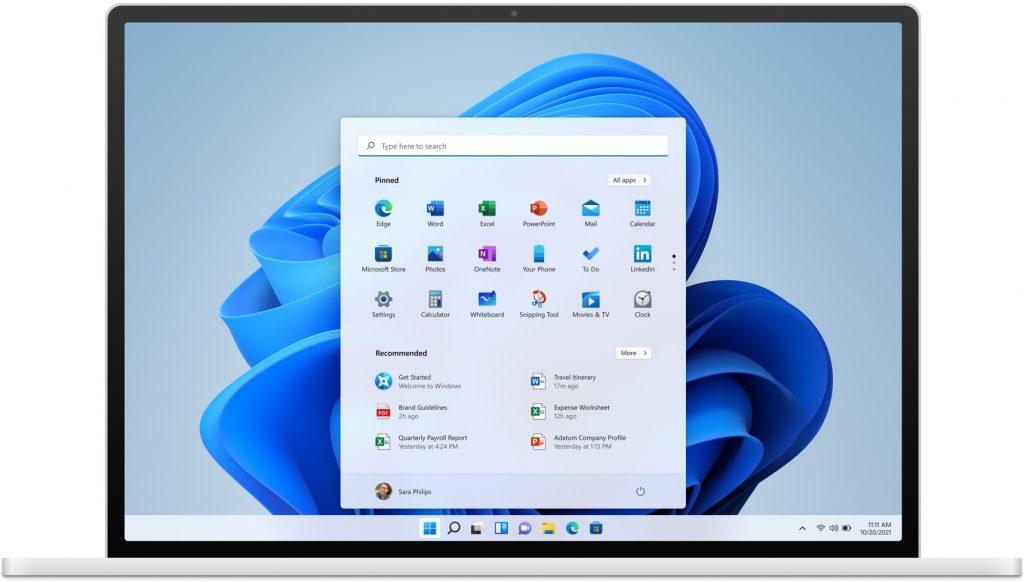 Type here to search
Pinned
All apps >
Edge
Word
Excel
PowerPoint
Mail
Calendar
Microsoft Store
Photos
OneNote
Your Phone
To Do
LinkedIn
Settings
Calculator
Whiteboard
Snipping Tool
Movies & TV
Clock
Recommended
More >
Get Started
Welcome to Windows
Travel itinerary
17m ago
PDF
Brand Guidelines
2h ago
Expense Worksheet
12h ago
Quarterly Payroll Report
Yesterday at 4:24 PM
Adatum Company Profile
Yesterday at 1:15 PM
Sara Philips
11:11 AM
10/20/2021